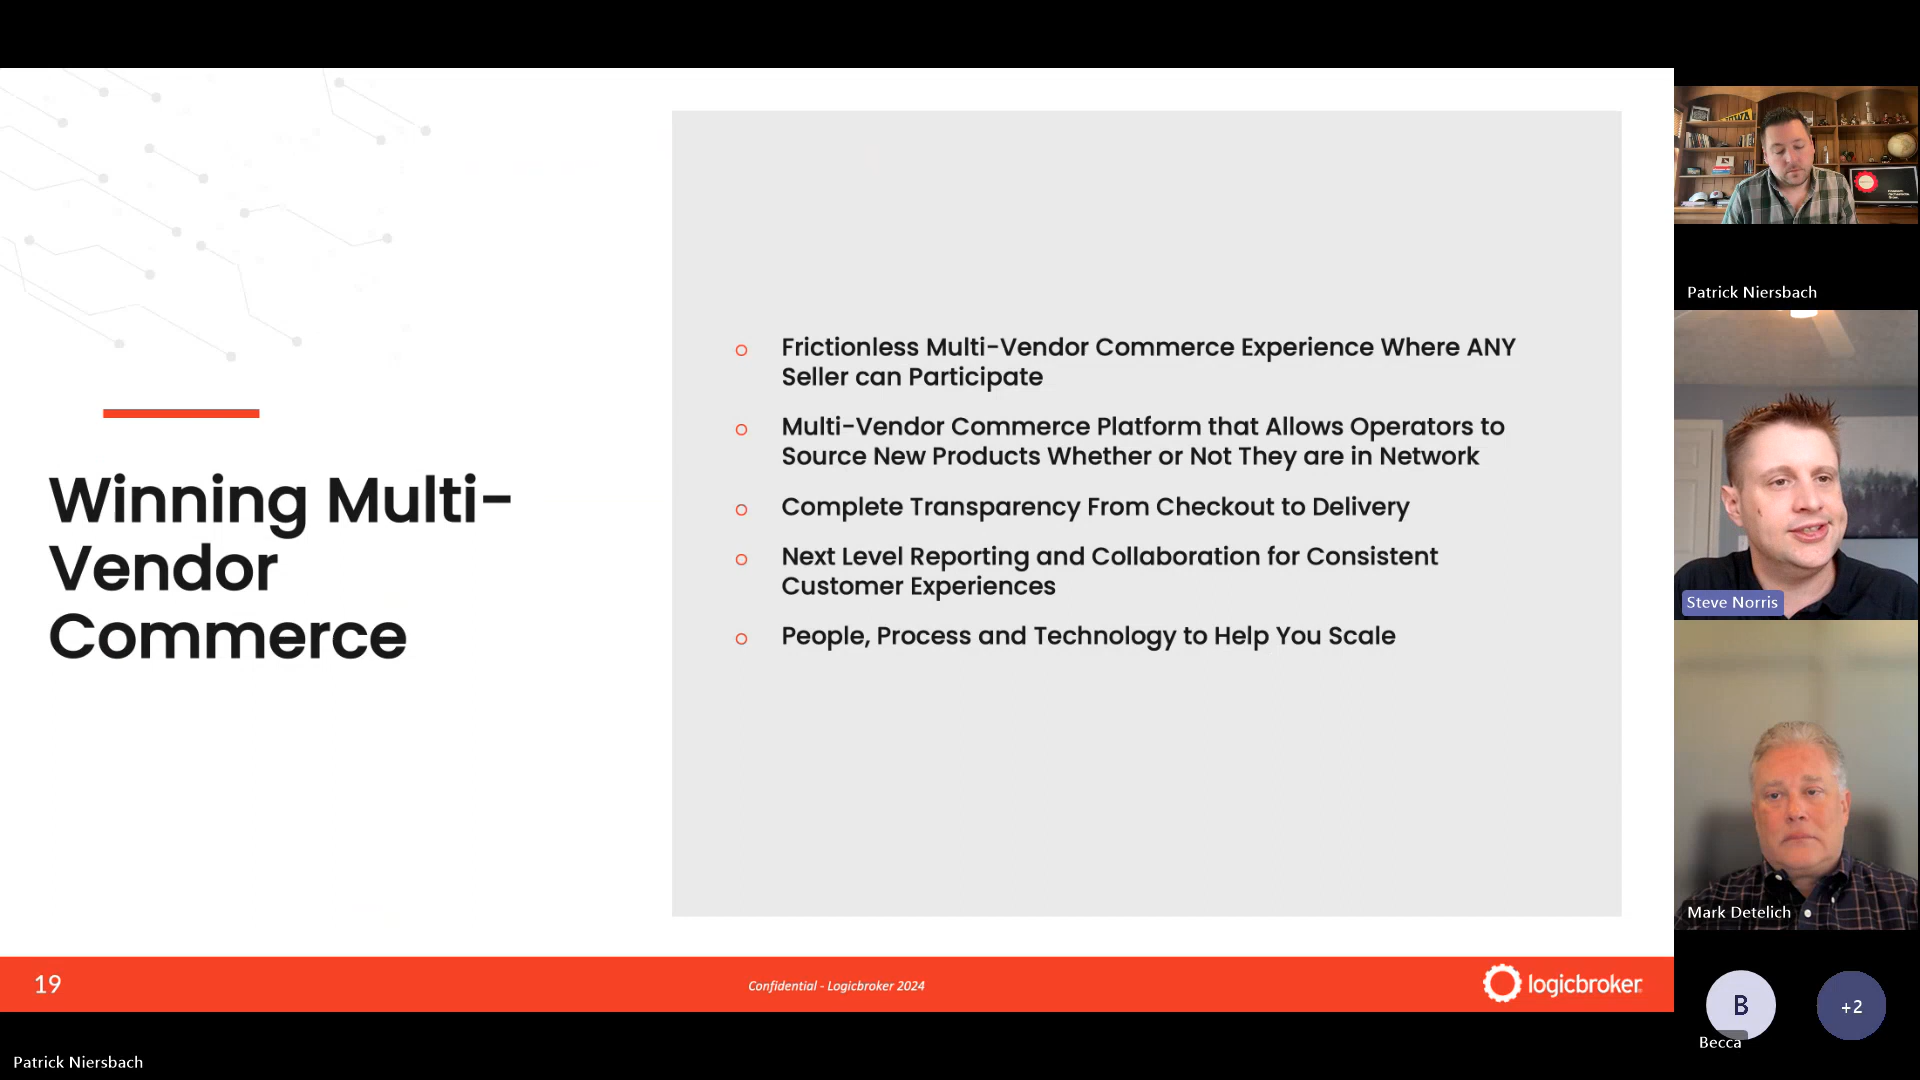 Winning Multi-
Vendor
Commerce
Frictionless Multi-Vendor Commerce Experience Where ANY
Seller can Participate
Multi-Vendor Commerce Platform that Allows Operators to
Source New Products Whether or Not They are in Network
Complete Transparency From Checkout to Delivery
Next Level Reporting and Collaboration for Consistent
Customer Experiences
People, Process and Technology to Help You Scale
19
Confidential - Logicbroker 2024
logicbroker
IOWA
Patrick Niersbach
Steve Norris
Mark Detelich
B
Becca
+2
Patrick Niersbach